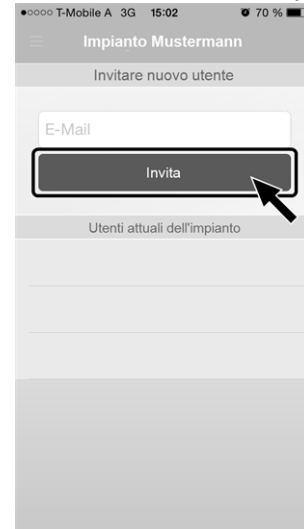 T-Mobile A 3G 15:02 70 %
Impianto Mustermann
Invitare nuovo utente
E-Mail
Invita
Utenti attuali dell'impianto